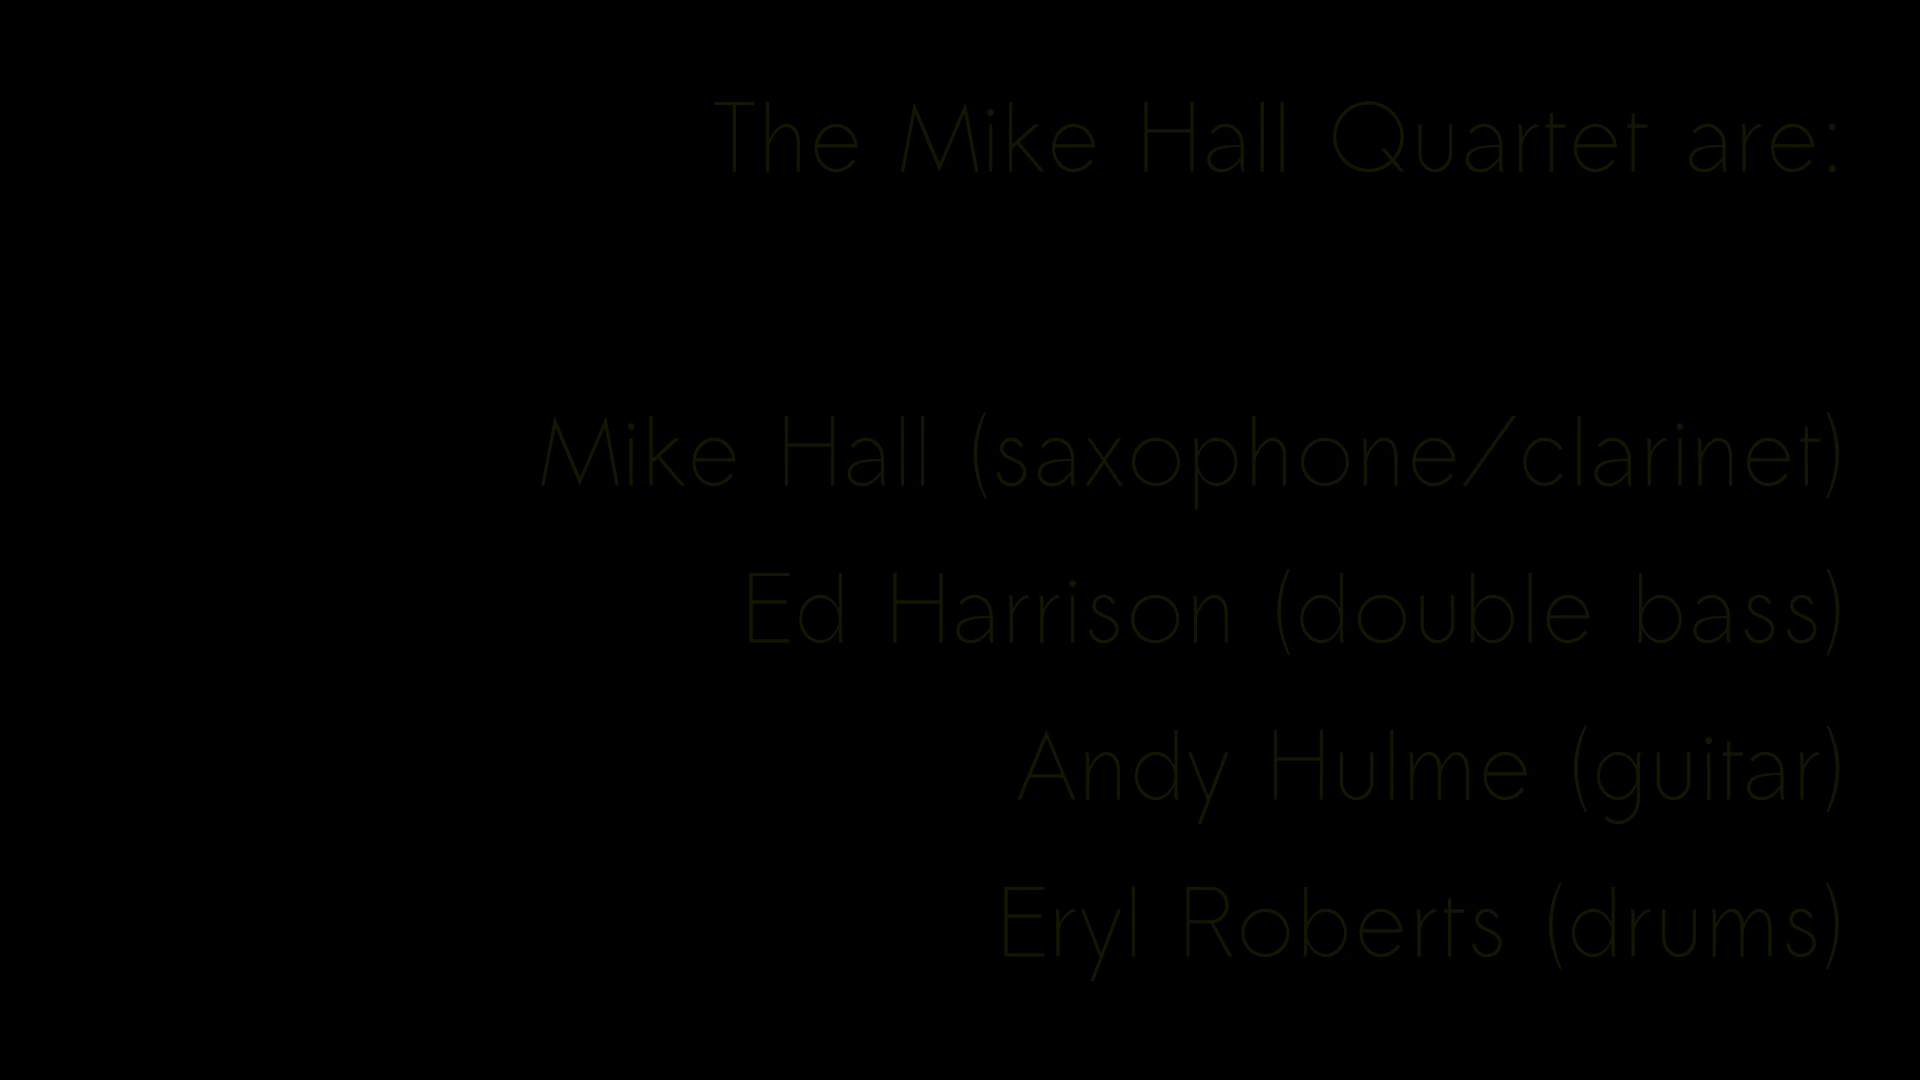 The Mike Hall Quartet are:
Mike Hall (saxophone/clarinet)
Ed Harrison (double bass)
Andy Hulme (guitar)
Eryl Roberts (drums)